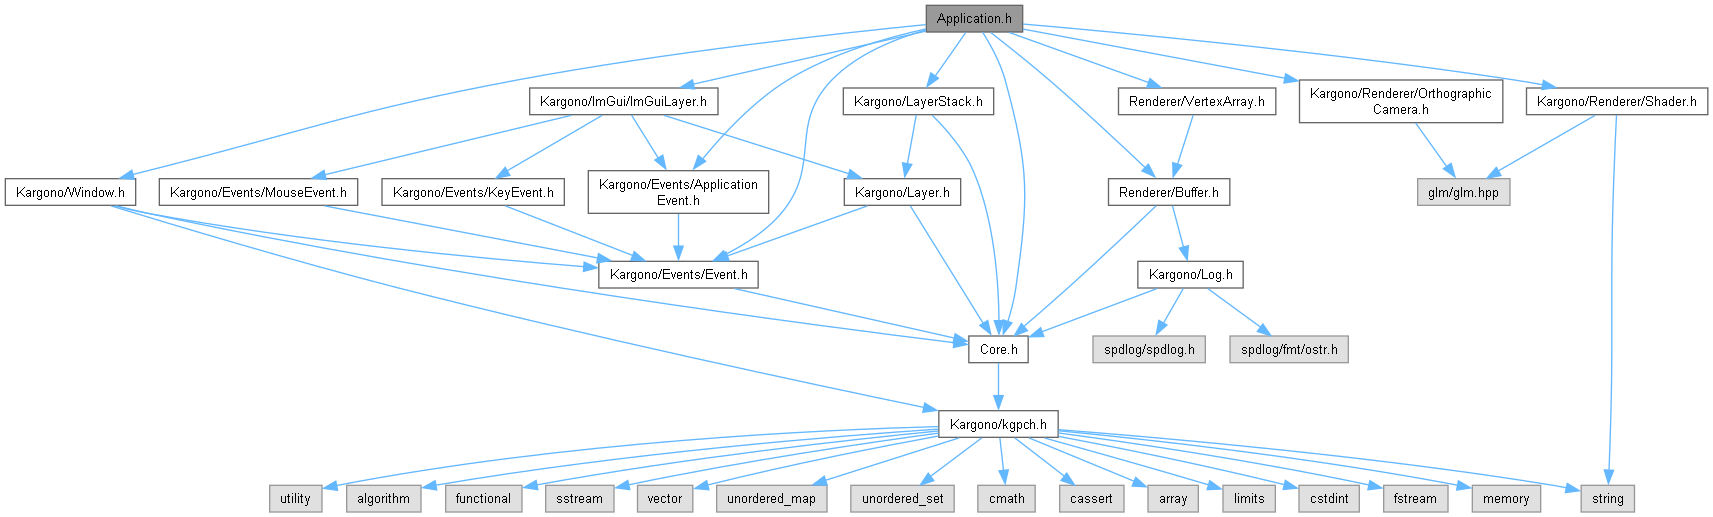 Application.h
Kargono/ImGui/ImGuiLayer.h
Kargono/LayerStack.h
Renderer/VertexArray.h
Kargono/Renderer/Orthographic
Camera.h
Kargono/Renderer/Shader.h
Kargono/Window.h
Kargono/Events/MouseEvent.h
Kargono/Events/KeyEvent.h
Kargono/Events/Application
Event.h
Kargono/Layer.h
Renderer/Buffer.h
glm/glm.hpp
Kargono/Events/Event.h
Kargono/Log.h
Core.h
spdlog/spdlog.h
spdlog/fmt/ostr.h
Kargono/kgpch.h
utility
algorithm
functional
sstream
vector
unordered_map
unordered_set
cmath
cassert
array
limits
cstdint
fstream
memory
string